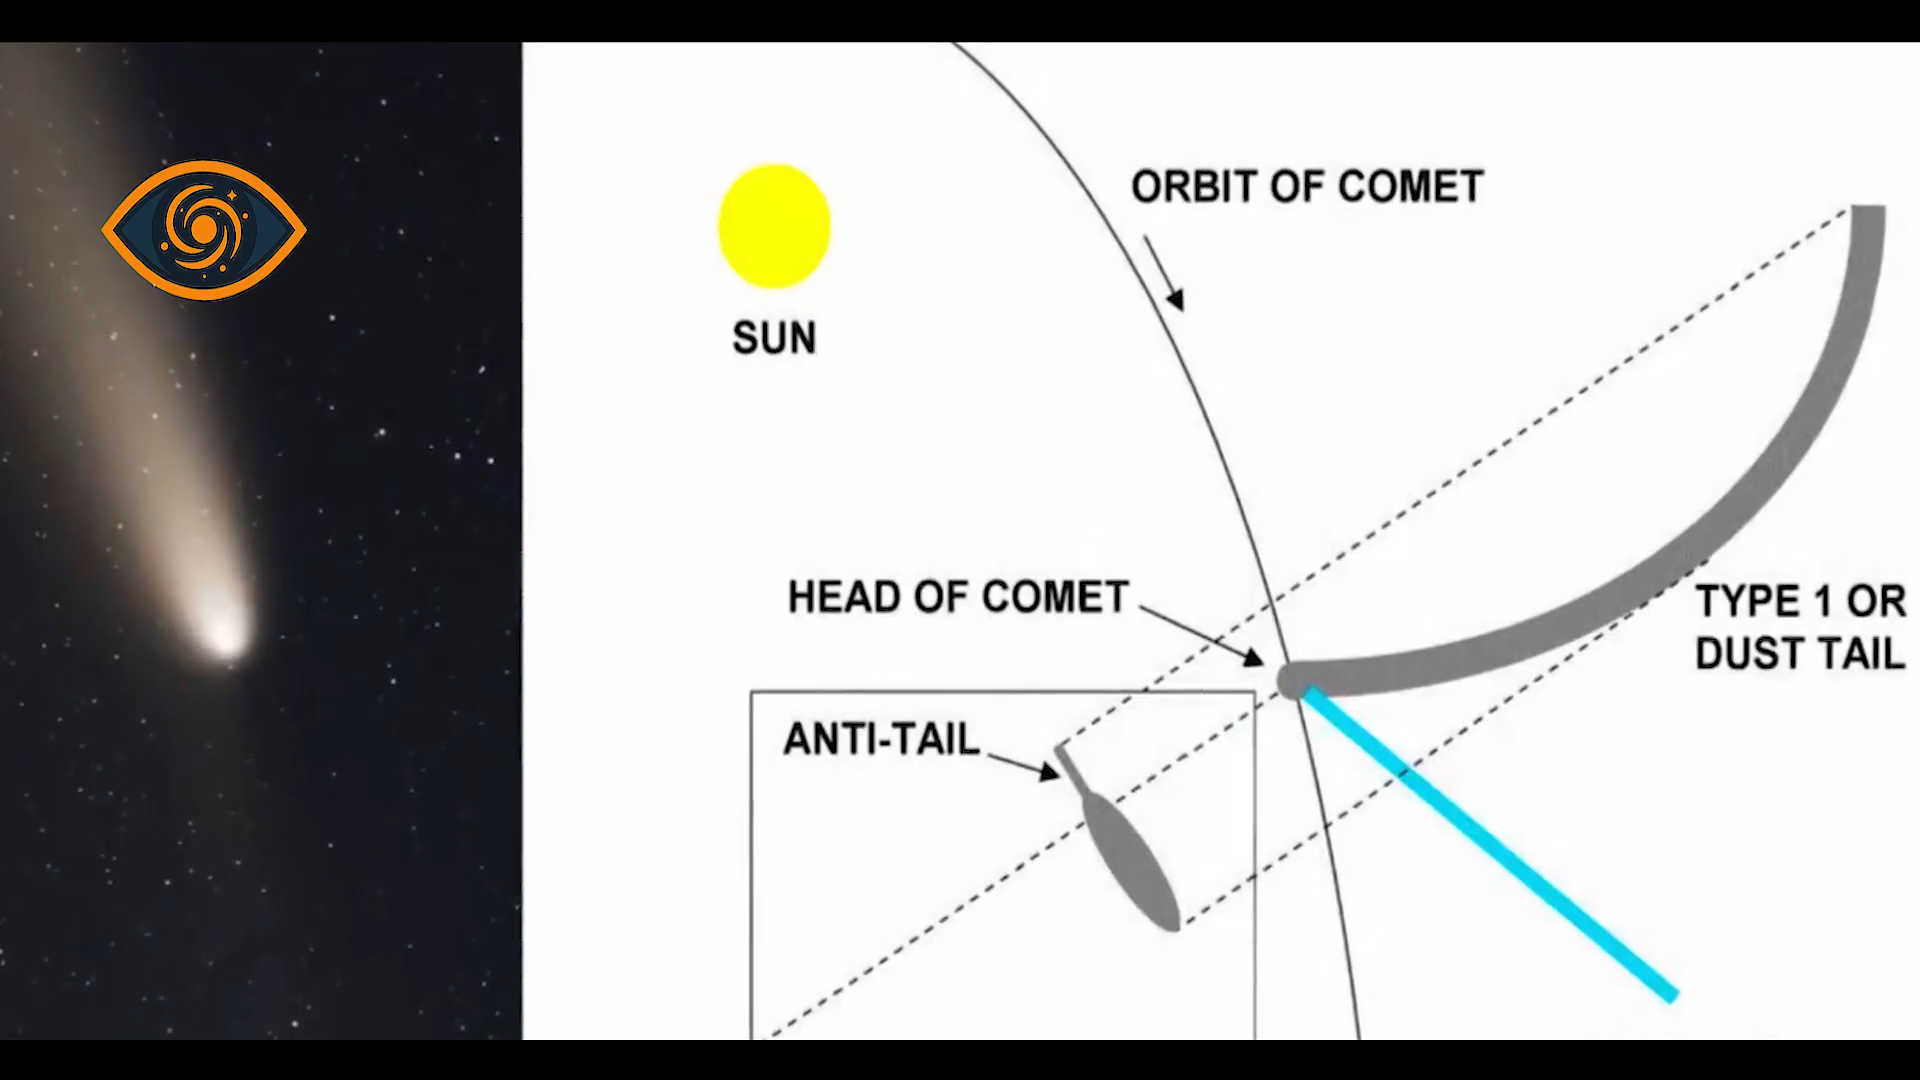 ORBIT OF COMET
SUN
HEAD OF COMET
TYPE 1 OR
DUST TAIL
ANTI-TAIL